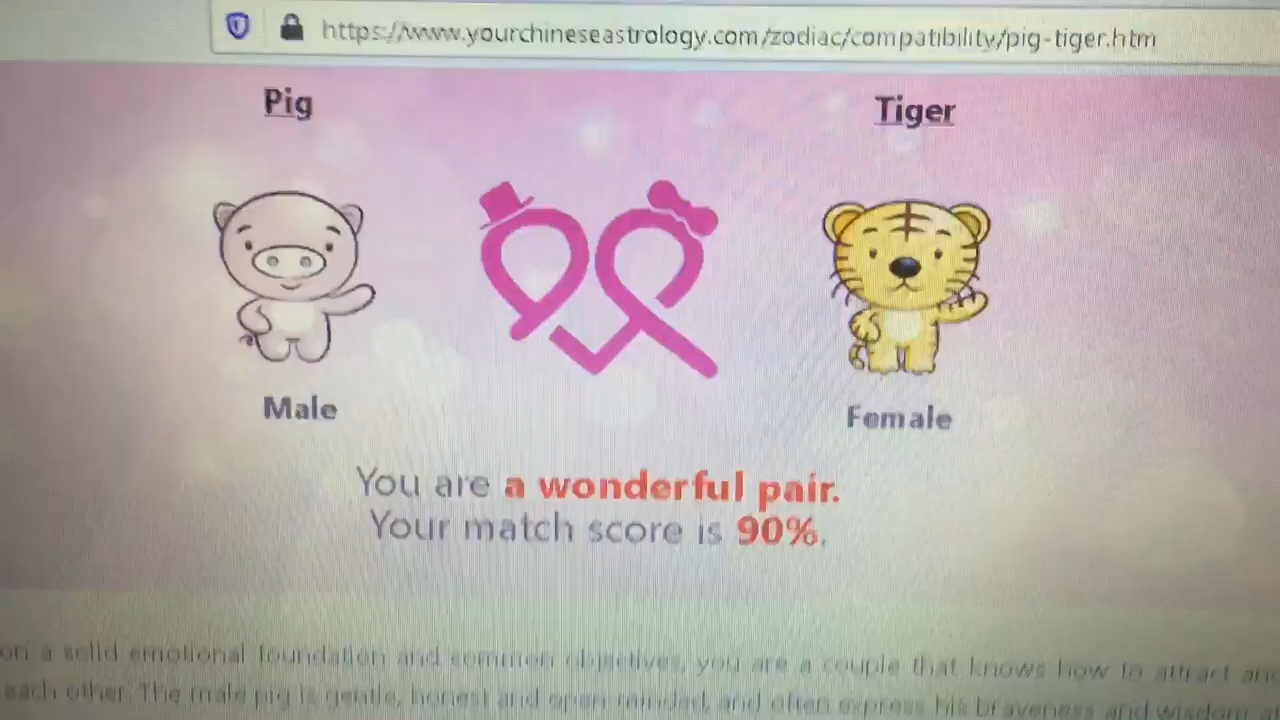 https://www.yourchineseastrology.com/zodiac/compatibility/pig-tiger.htm
Pig
Tiger
Male
Female
You are a wonderful pair.
Your match score is 90%.
on a solid emotional foundation and common objectives, you are a couple that knows how to attract and
each other. The male pig is gentle, honest and open-minded, and often express his braveness and wisdom